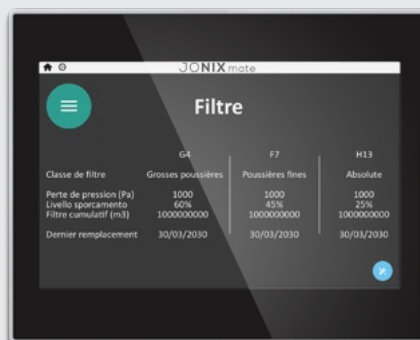 JONIX mate
Filtre
G4 F7 H13
Classe de filtre Grosses poussières Poussières fines Absolute
Perte de pression (Pa) 1000 1000 1000
Livello sporcamento 60% 45% 25%
Filtre cumulatif (m3) 1000000000 1000000000 1000000000
Dernier remplacement 30/03/2030 30/03/2030 30/03/2030